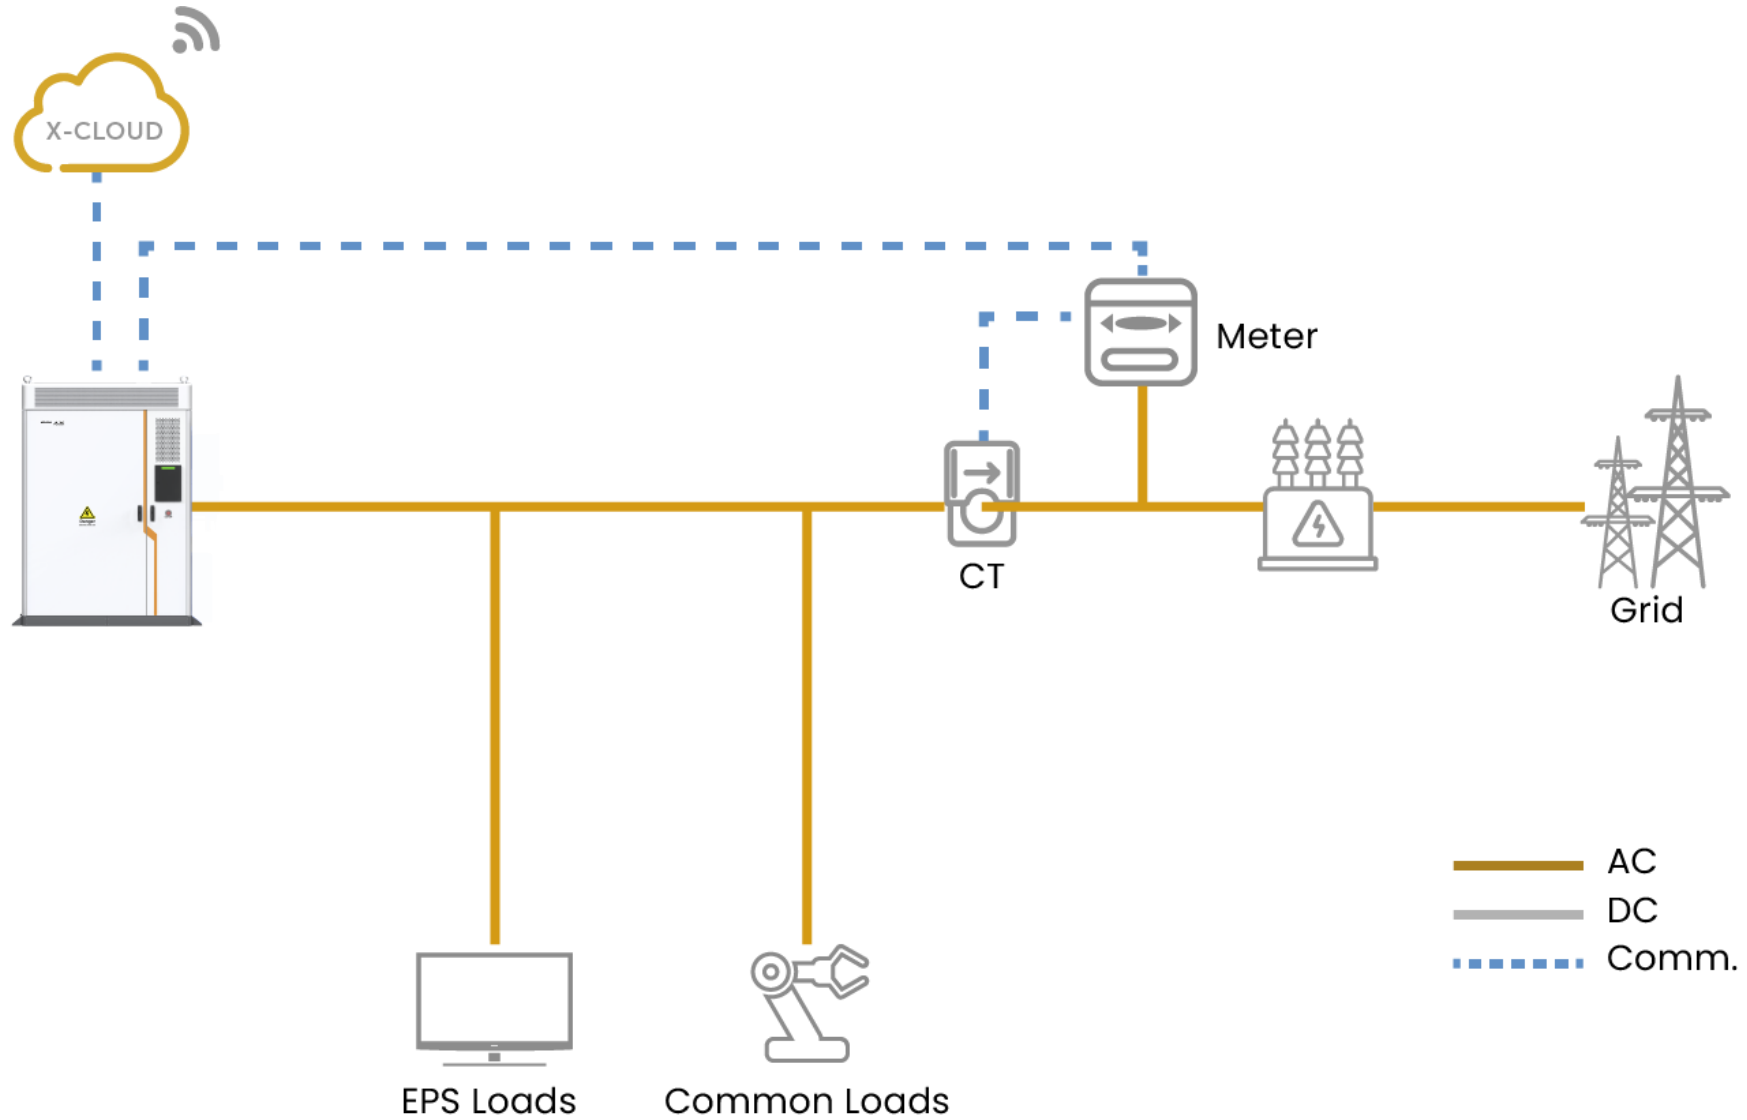 X-CLOUD
Meter
CT
Grid
AC
DC
Comm.
EPS Loads
Common Loads